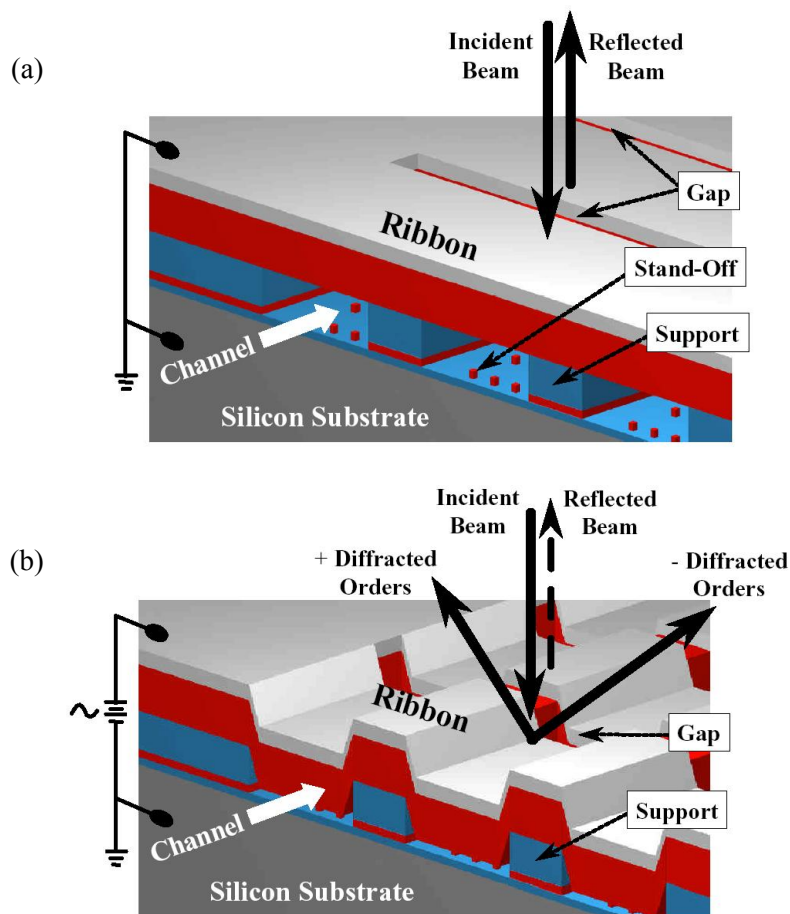 (a)
Incident
Beam
Reflected
Beam
Gap
Ribbon
Stand-Off
Support
Channel
Silicon Substrate
(b)
Incident
Beam
Reflected
Beam
+ Diffracted
Orders
- Diffracted
Orders
Ribbon
Gap
~
Support
Channel
Silicon Substrate